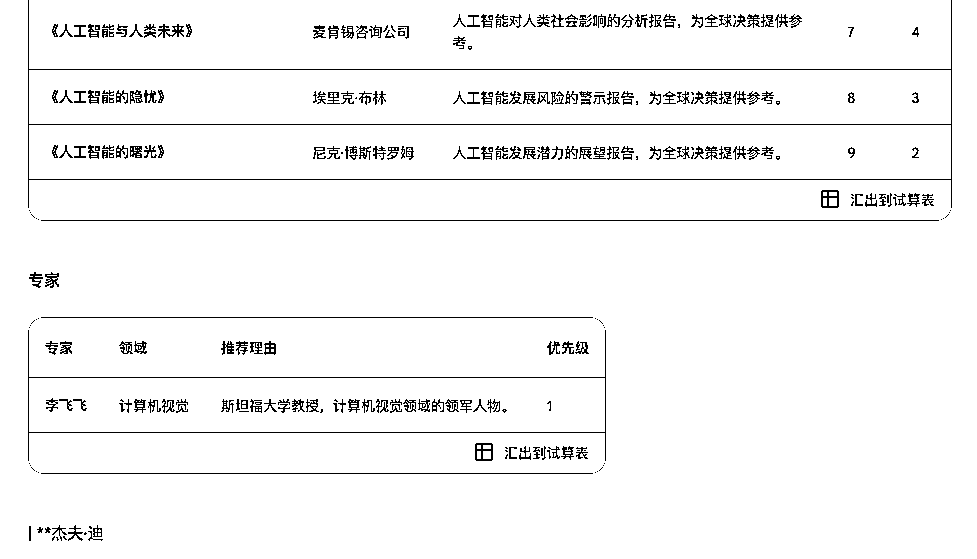 《人工智能与人类未来》 麦肯锡咨询公司 人工智能对人类社会影响的分析报告，为全球决策提供参 7 4
考。
《人工智能的隐忧》 埃里克·布林 人工智能发展风险的警示报告，为全球决策提供参考。 8 3
《人工智能的曙光》 尼克·博斯特罗姆 人工智能发展潜力的展望报告，为全球决策提供参考。 9 2
汇出到试算表
专家
专家 领域 推荐理由 优先级
李飞飞 计算机视觉 斯坦福大学教授，计算机视觉领域的领军人物。 1
汇出到试算表
| **杰夫·迪